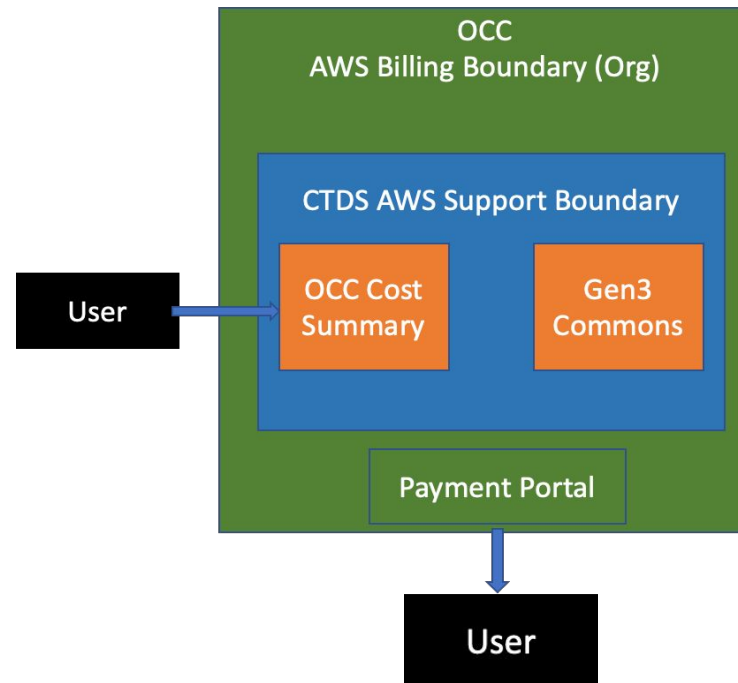 OCC
AWS Billing Boundary (Org)
CTDS AWS Support Boundary
User
OCC Cost
Summary
Gen3
Commons
Payment Portal
User